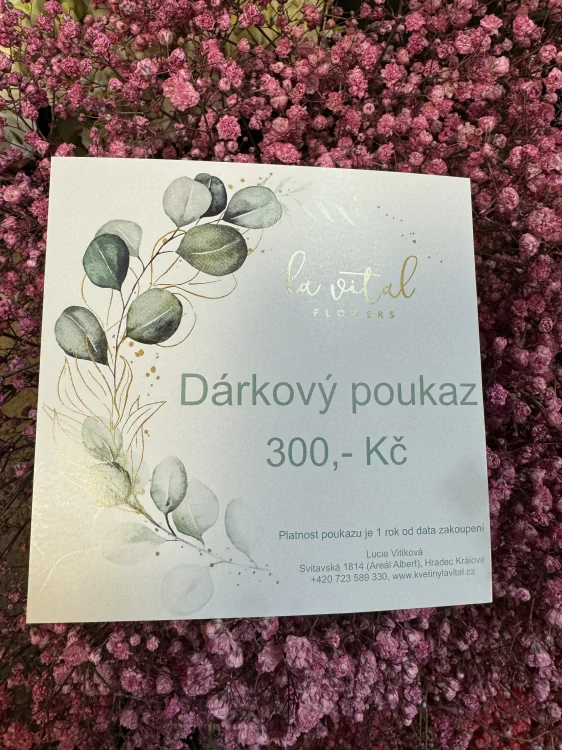 la vital
FLOWERS
Dárkový poukaz
300,- Kč
Platnost poukazu je 1 rok od data zakoupení
Lucie Vitíková
Svitavská 1814 (Areál Albert), Hradec Králové
+420 723 589 330, www.kvetinylavital.cz